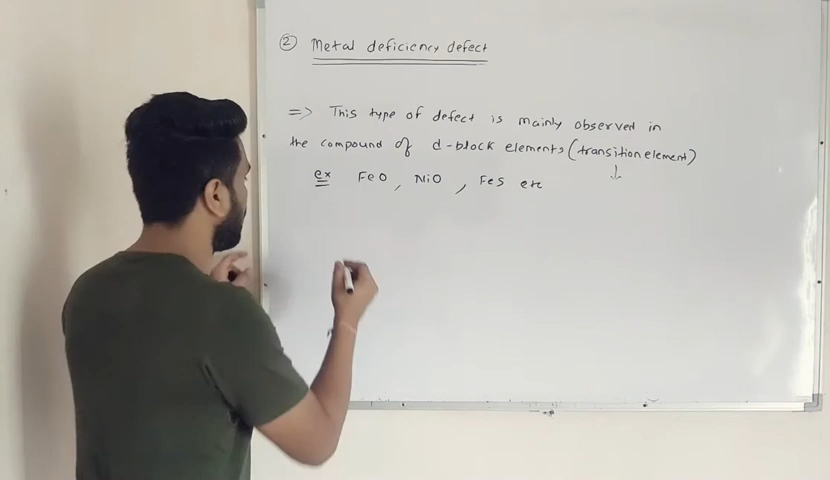 ② Metal deficiency defect
=> This type of defect is mainly observed in
the compound of d-block elements (transition element)
ex FeO, NiO, FeS etc